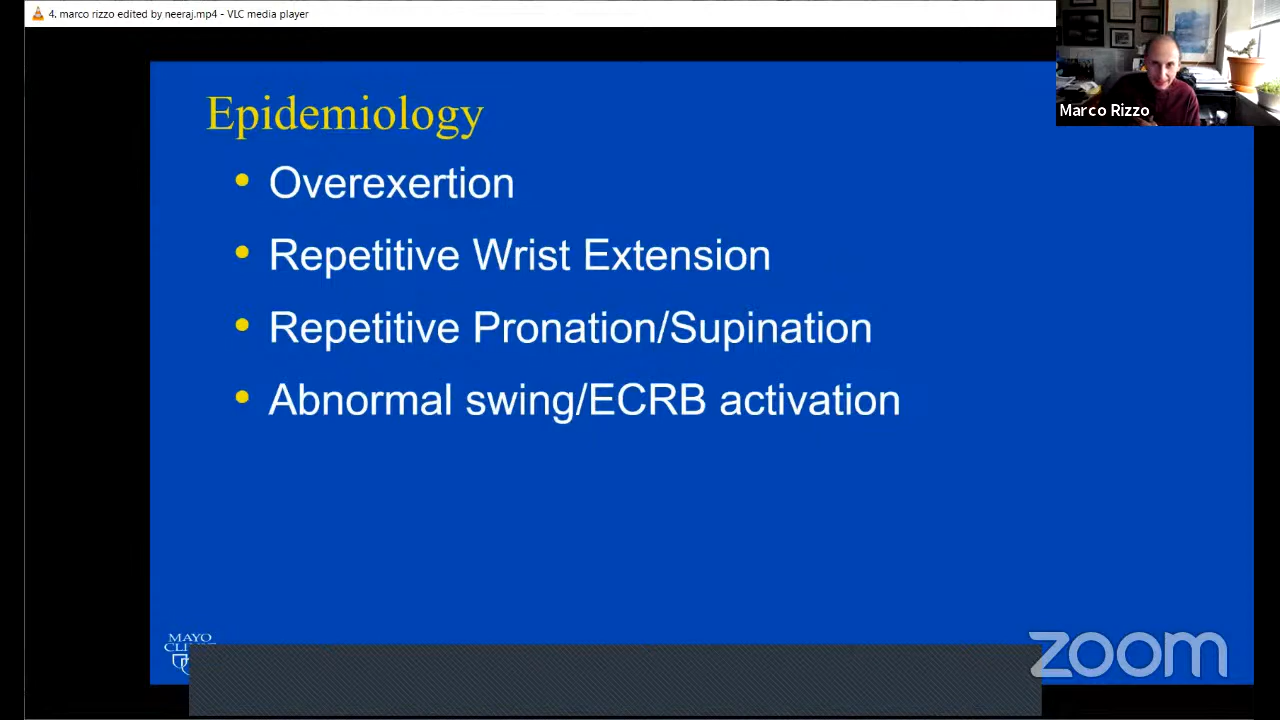 4. marco rizzo edited by neeraj.mp4 - VLC media player
Marco Rizzo
Epidemiology
• Overexertion
• Repetitive Wrist Extension
• Repetitive Pronation/Supination
• Abnormal swing/ECRB activation
MAYO
zoom